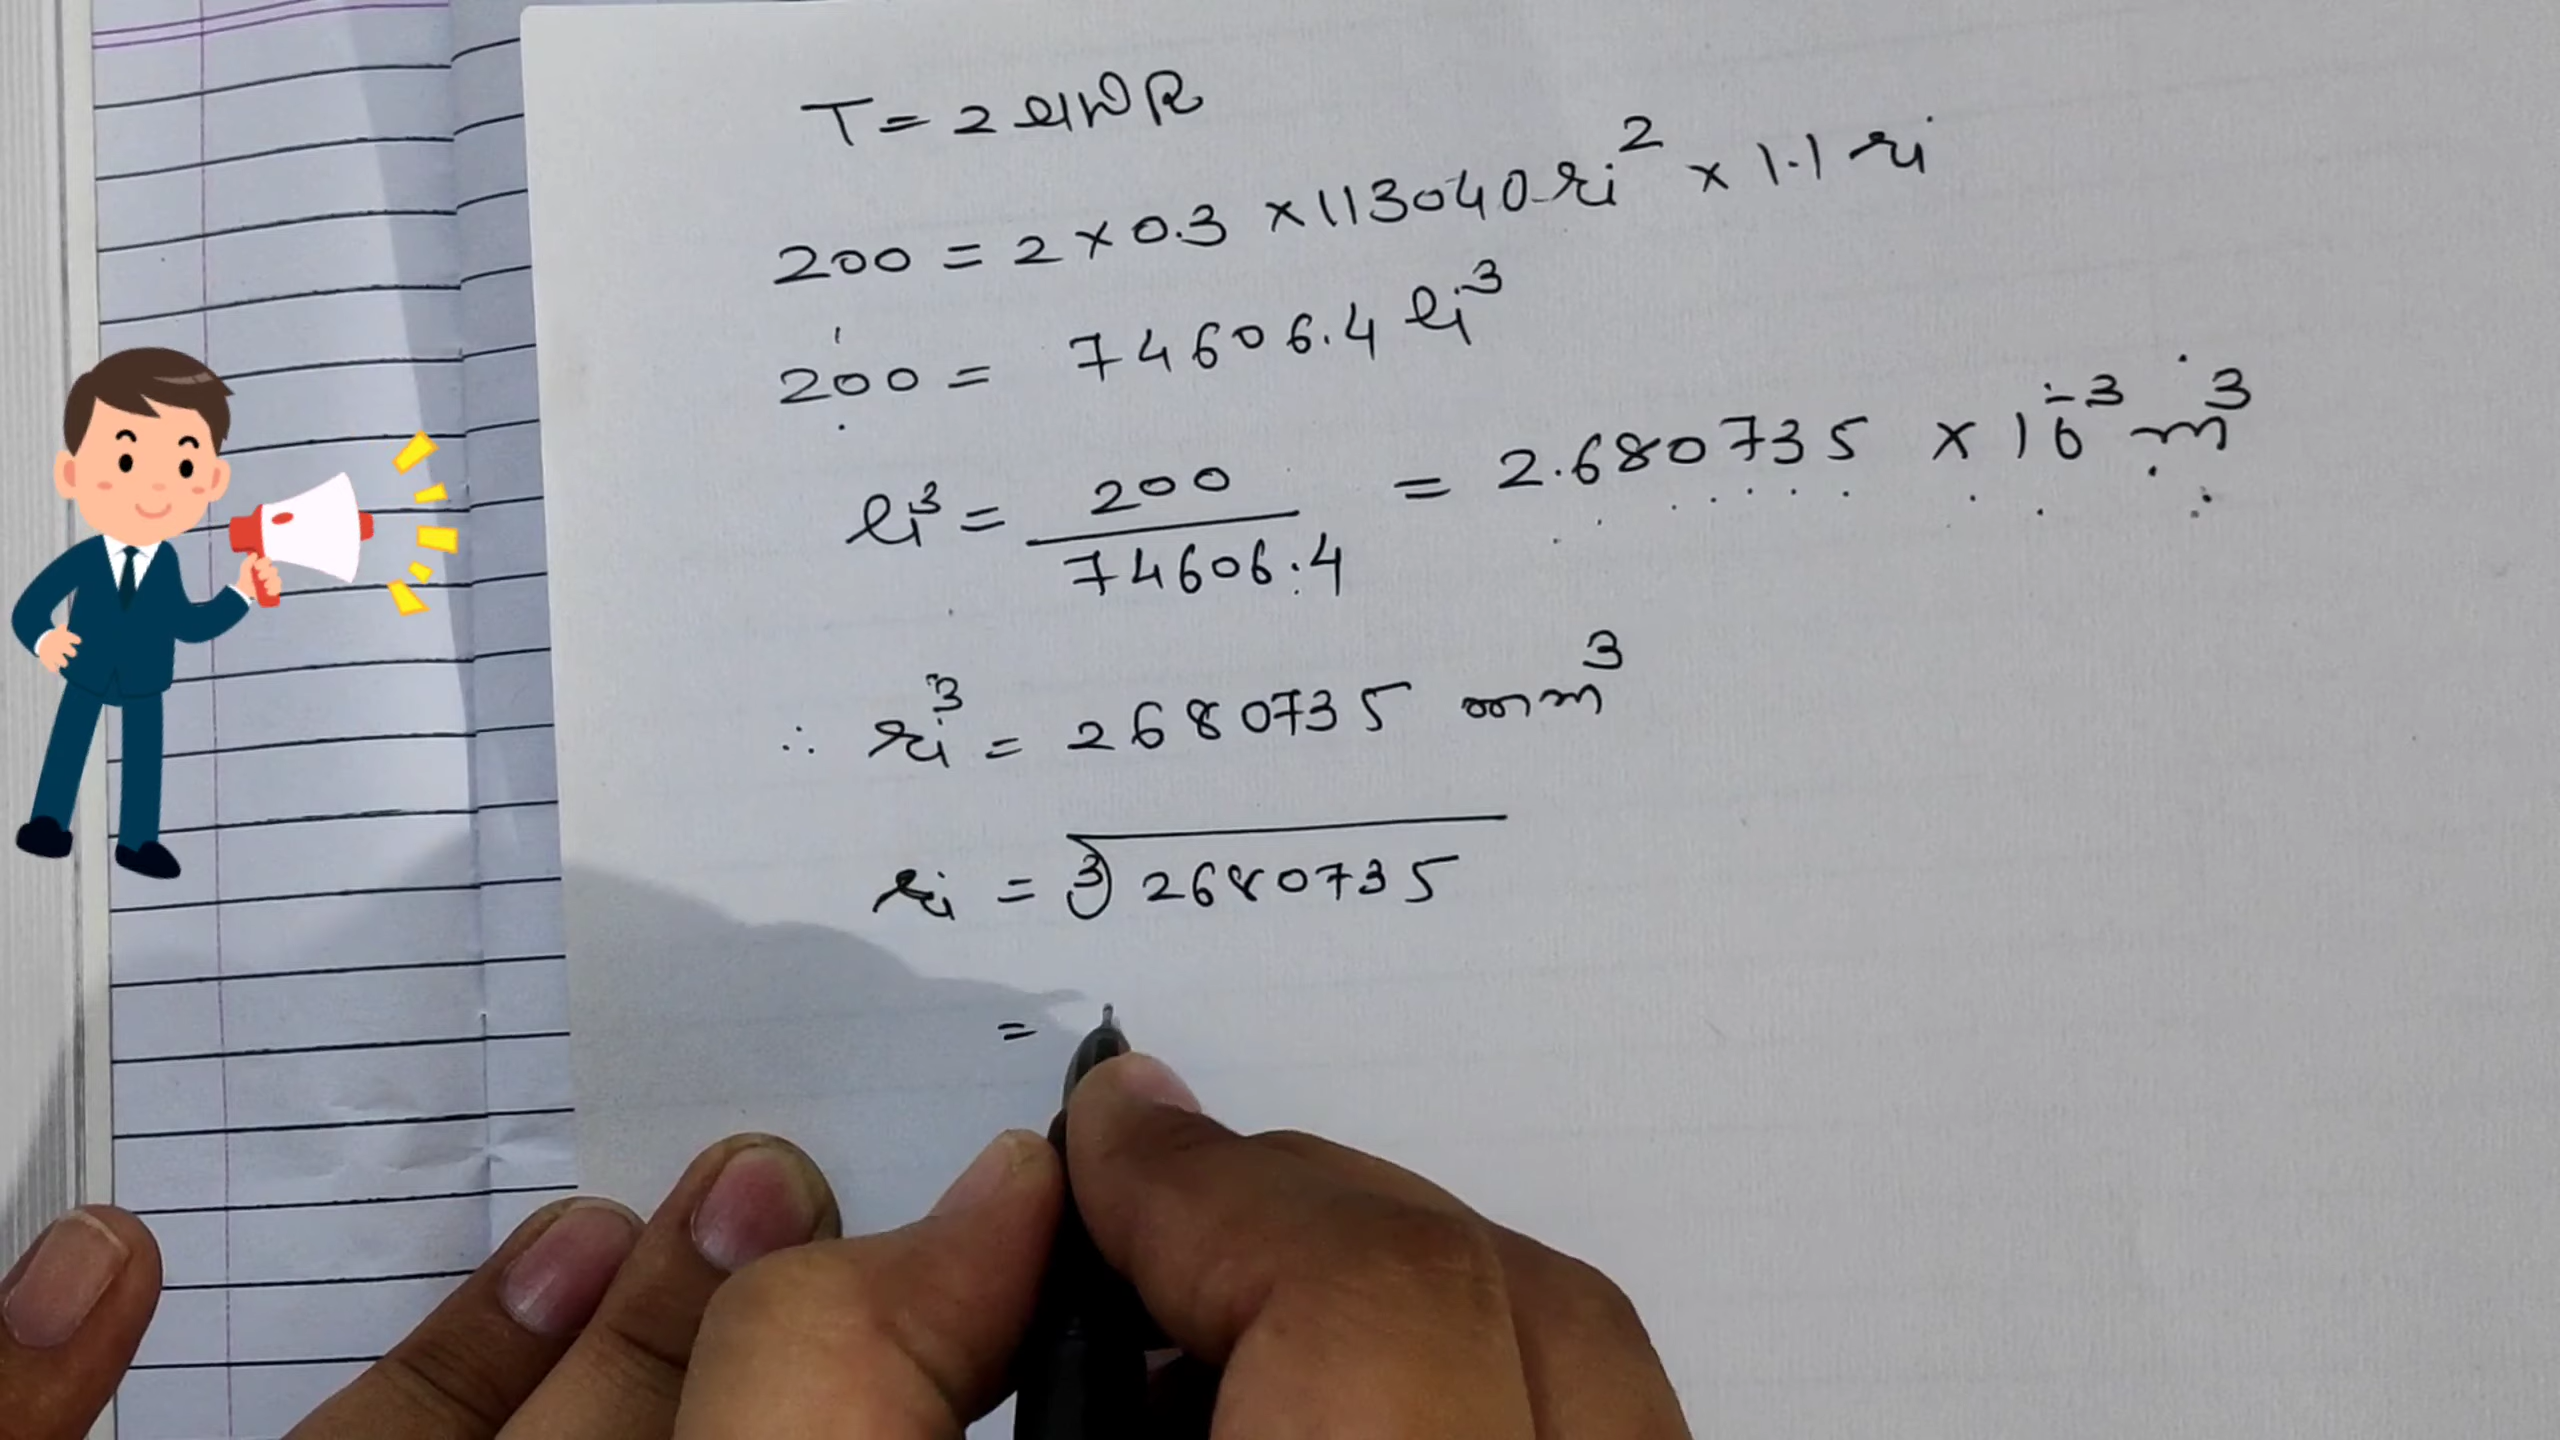 T = 2 μWR
200 = 2 × 0.3 × 113040 ri² × 1.1 ri
200 = 74606.4 ri³
ri³ = 200 / 74606.4 = 2.680735 × 10⁻³ m³
∴ ri³ = 2680735 mm³
ri = ∛2680735
=